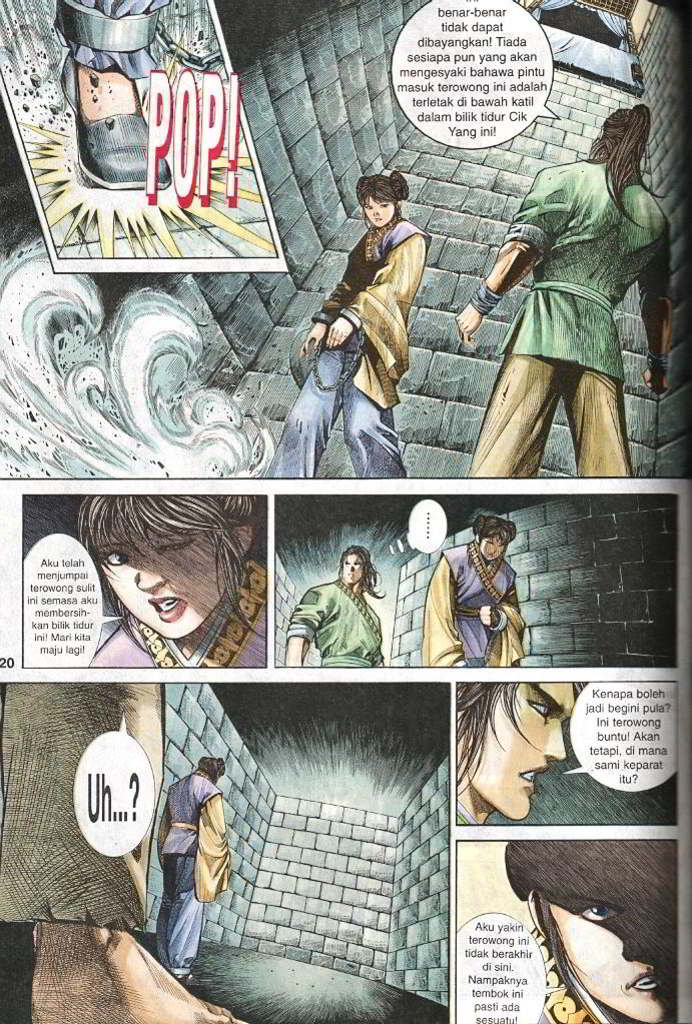 benar-benar
tidak dapat
dibayangkan! Tiada
sesiapa pun yang akan
mengesyaki bahawa pintu
masuk terowong ini adalah
terletak di bawah katil
dalam bilik tidur Cik
Yang ini!
POP!
Aku telah
menjumpai
terowong sulit
ini semasa aku
membersih-
kan bilik tidur
ini! Mari kita
maju lagi!
......
20
Uh...?
Kenapa boleh
jadi begini pula?
Ini terowong
buntu! Akan
tetapi, di mana
sami keparat
itu?
Aku yakin
terowong ini
tidak berakhir
di sini.
Nampaknya
tembok ini
pasti ada
sesuatu!